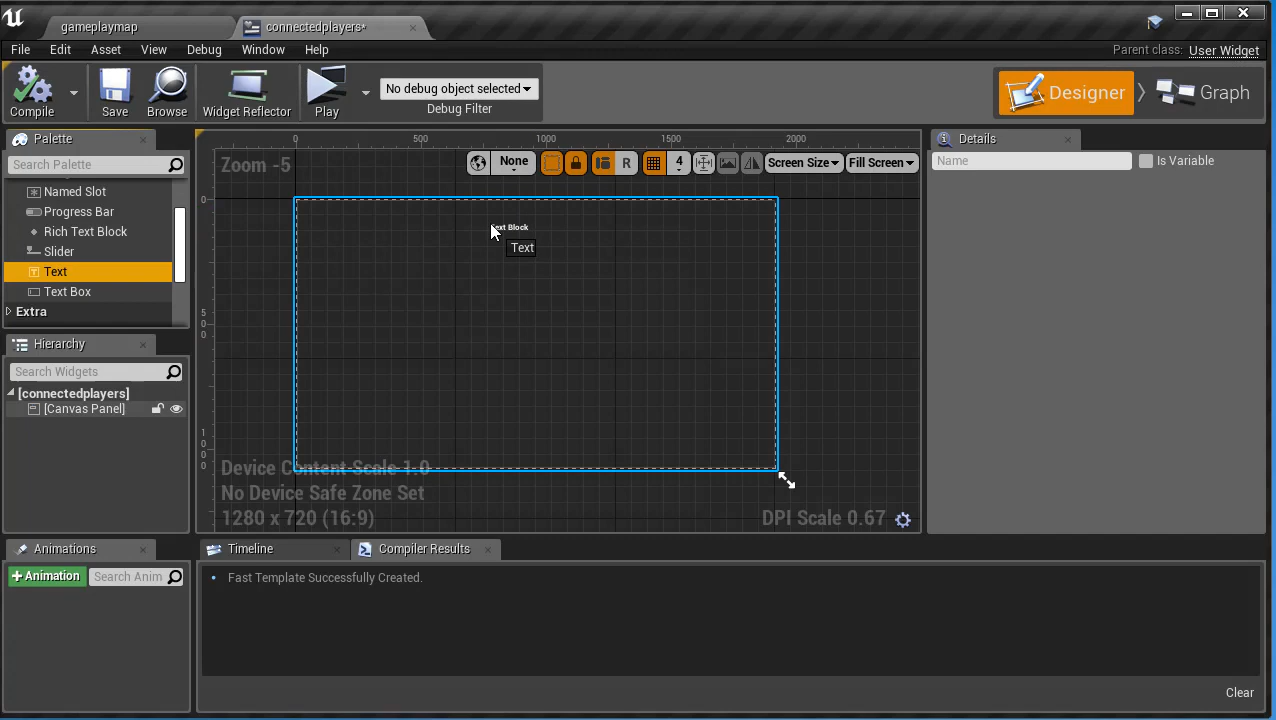 gameplaymap
connectedplayers*
File Edit Asset View Debug Window Help
Parent class: User Widget
Compile
Save
Browse
Widget Reflector
Play
No debug object selected
Debug Filter
Designer
Graph
Palette
Search Palette
Named Slot
Progress Bar
Rich Text Block
Slider
Text
Text Box
Extra
Hierarchy
Search Widgets
[connectedplayers]
[Canvas Panel]
Animations
+ Animation
Search Anim
0 500 1000 1500 2000
Zoom -5
None
R
4
Screen Size
Fill Screen
0
500
1000
Block
Text
Device Content Scale 1.0
No Device Safe Zone Set
1280 x 720 (16:9)
DPI Scale 0.67
Details
Name
Is Variable
Timeline
Compiler Results
Fast Template Successfully Created.
Clear